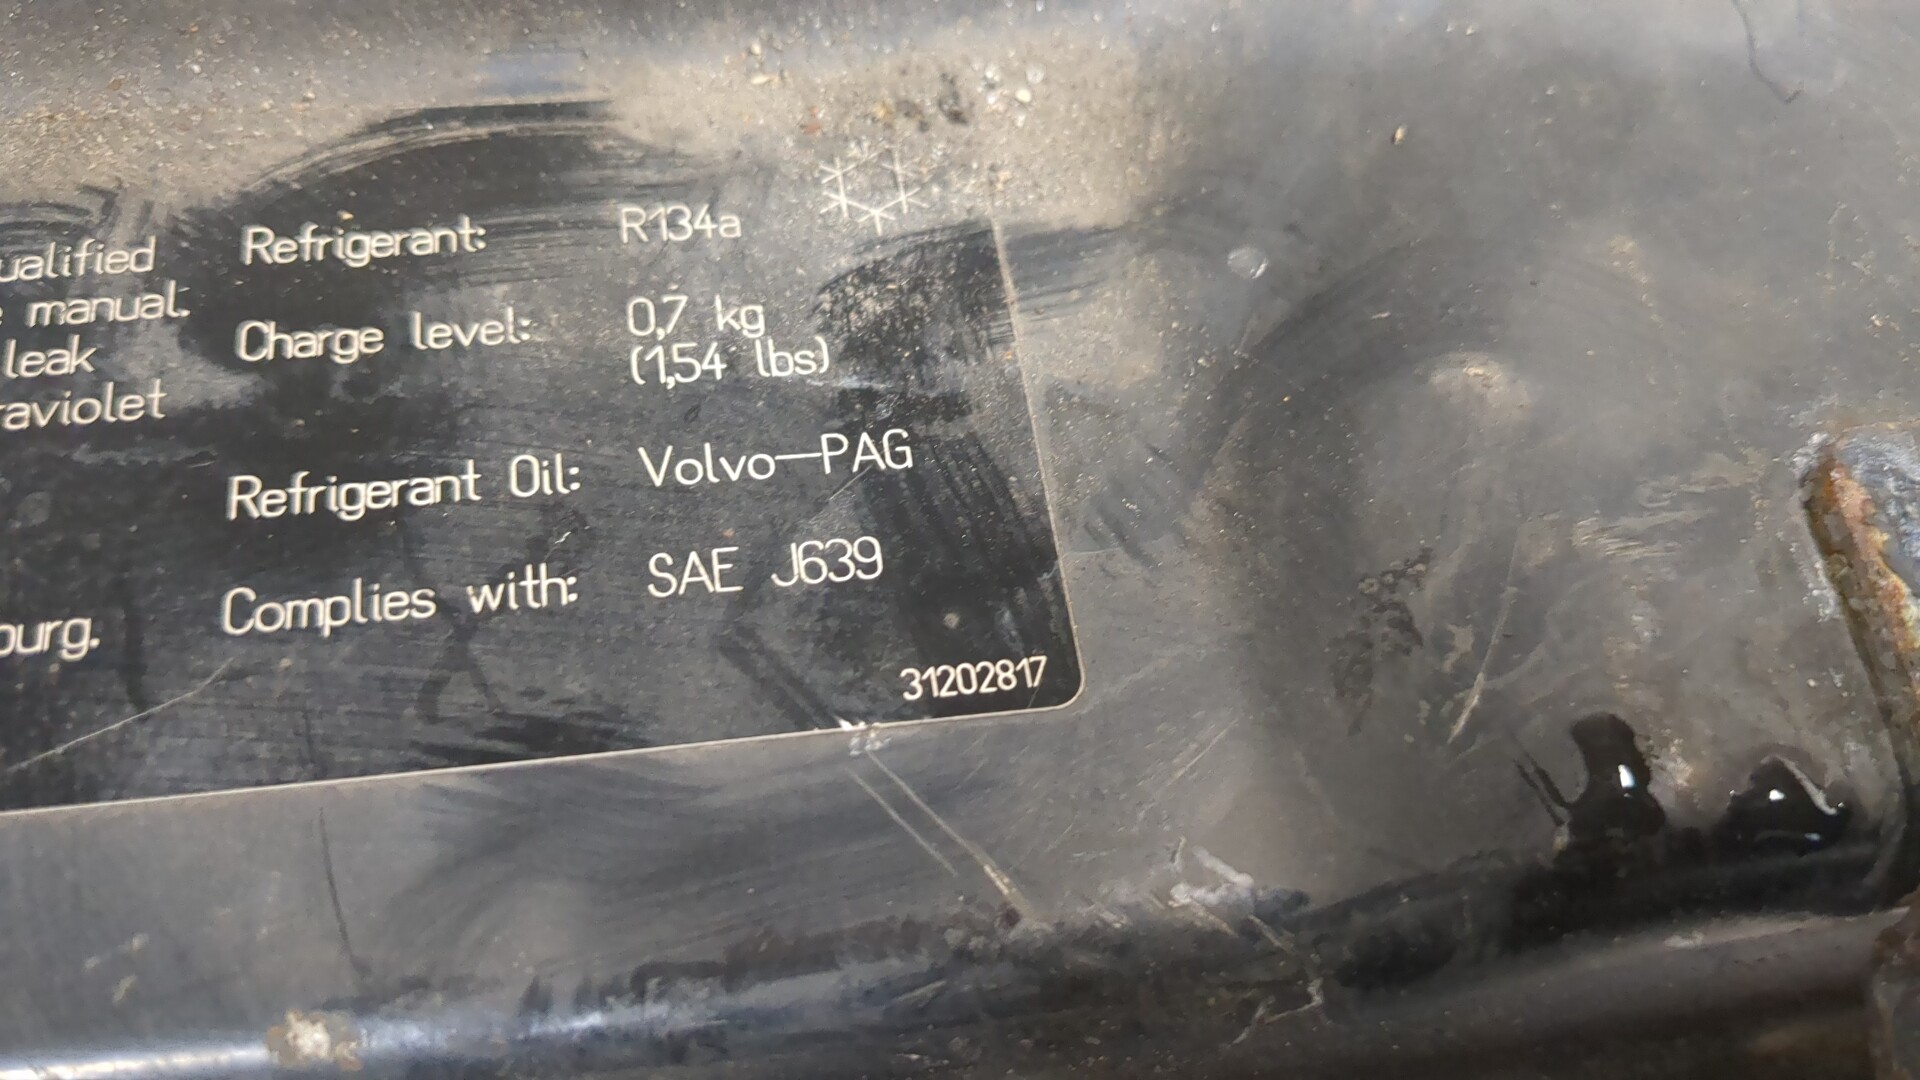 ualified
manual.
leak
raviolet
burg.
Refrigerant: R134a
Charge level: 0,7 kg
(1,54 lbs)
Refrigerant Oil: Volvo-PAG
Complies with: SAE J639
31202817